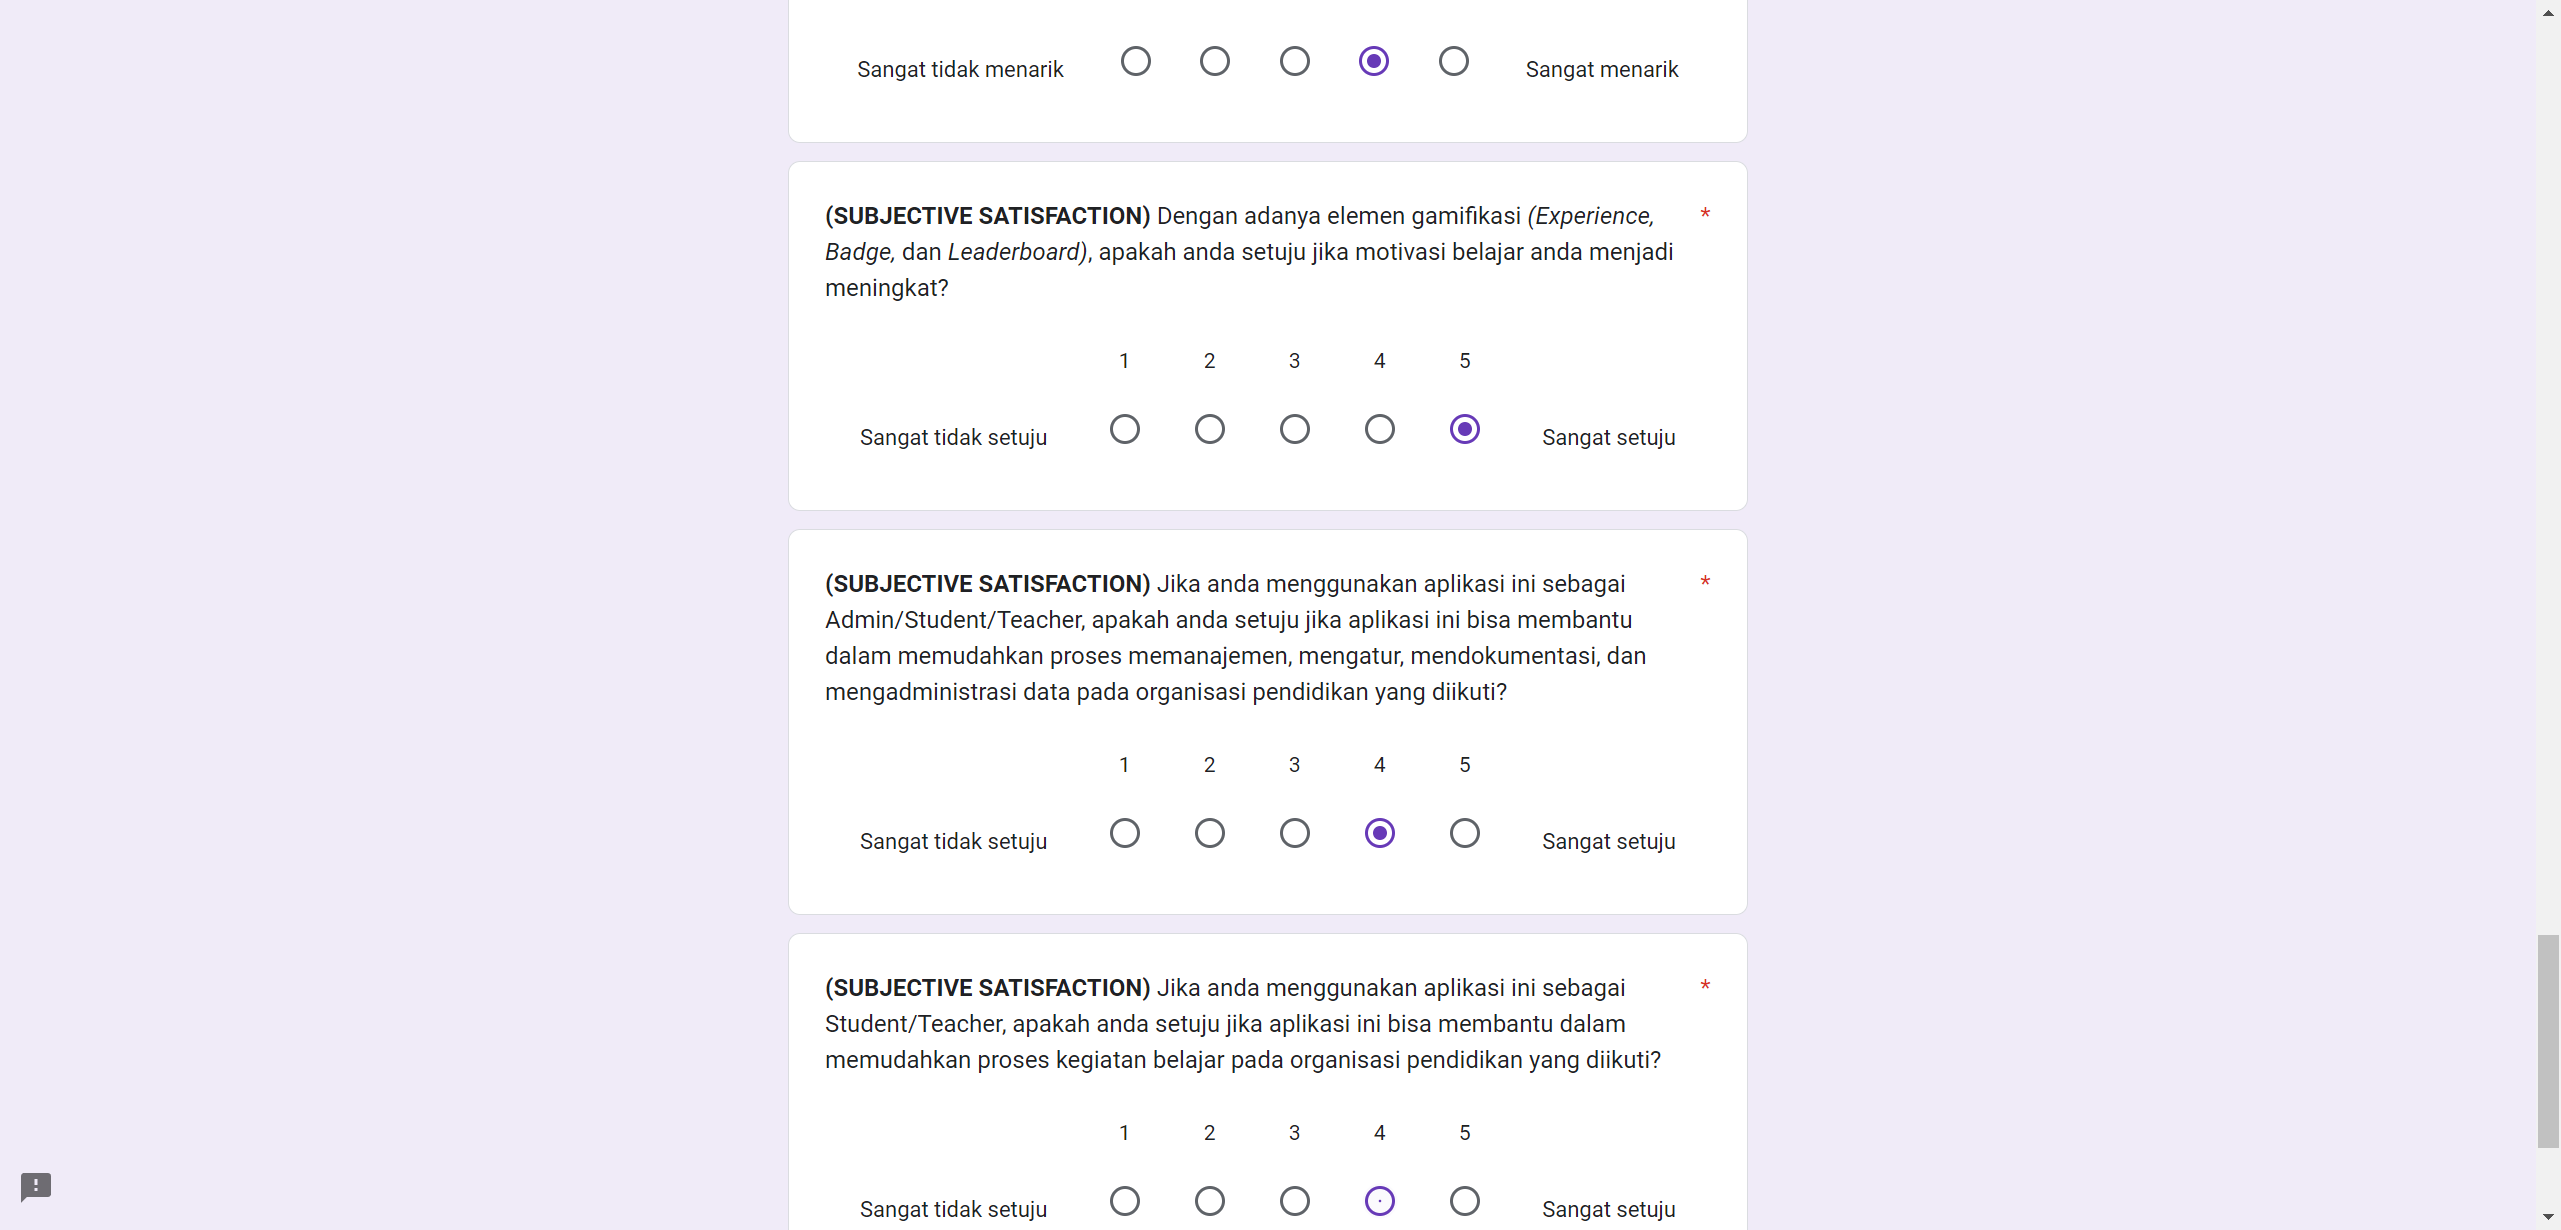 Sangat tidak menarik Sangat menarik
(SUBJECTIVE SATISFACTION) Dengan adanya elemen gamifikasi (Experience, *
Badge, dan Leaderboard), apakah anda setuju jika motivasi belajar anda menjadi
meningkat?
1 2 3 4 5
Sangat tidak setuju Sangat setuju
(SUBJECTIVE SATISFACTION) Jika anda menggunakan aplikasi ini sebagai *
Admin/Student/Teacher, apakah anda setuju jika aplikasi ini bisa membantu
dalam memudahkan proses memanajemen, mengatur, mendokumentasi, dan
mengadministrasi data pada organisasi pendidikan yang diikuti?
1 2 3 4 5
Sangat tidak setuju Sangat setuju
(SUBJECTIVE SATISFACTION) Jika anda menggunakan aplikasi ini sebagai *
Student/Teacher, apakah anda setuju jika aplikasi ini bisa membantu dalam
memudahkan proses kegiatan belajar pada organisasi pendidikan yang diikuti?
1 2 3 4 5
Sangat tidak setuju Sangat setuju